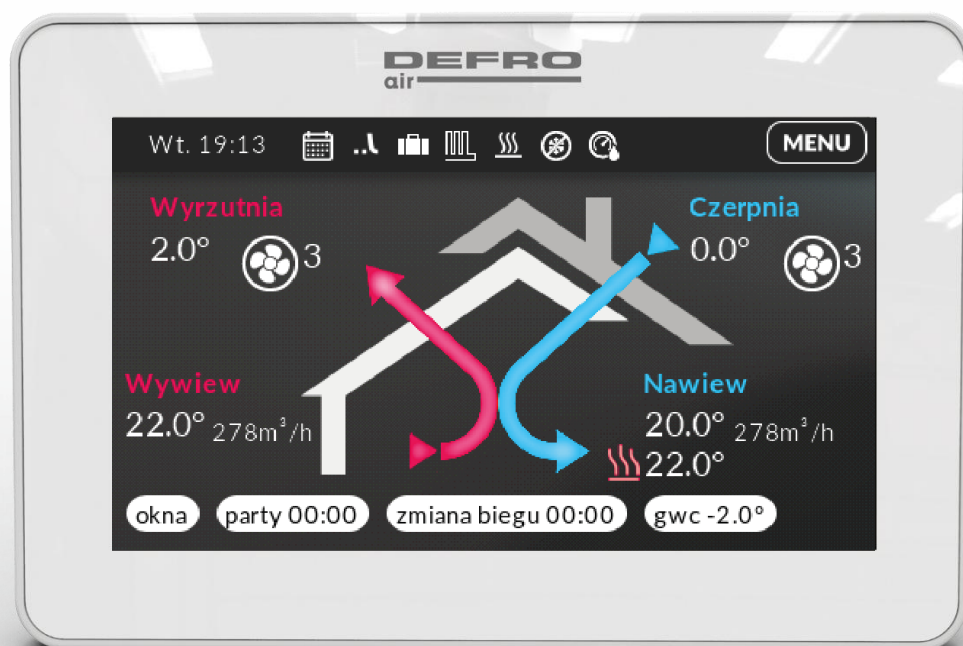 DEFRO
air
Wt. 19:13 MENU
Wyrzutnia Czerpnia
2.0° 3 0.0° 3
Wywiew Nawiew
22.0° 278m³/h 20.0° 278m³/h
22.0°
okna party 00:00 zmiana biegu 00:00 gwc -2.0°